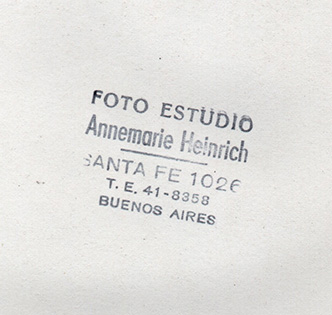 FOTO ESTUDIO
Annemarie Heinrich
SANTA FE 1026
T. E. 41-8358
BUENOS AIRES